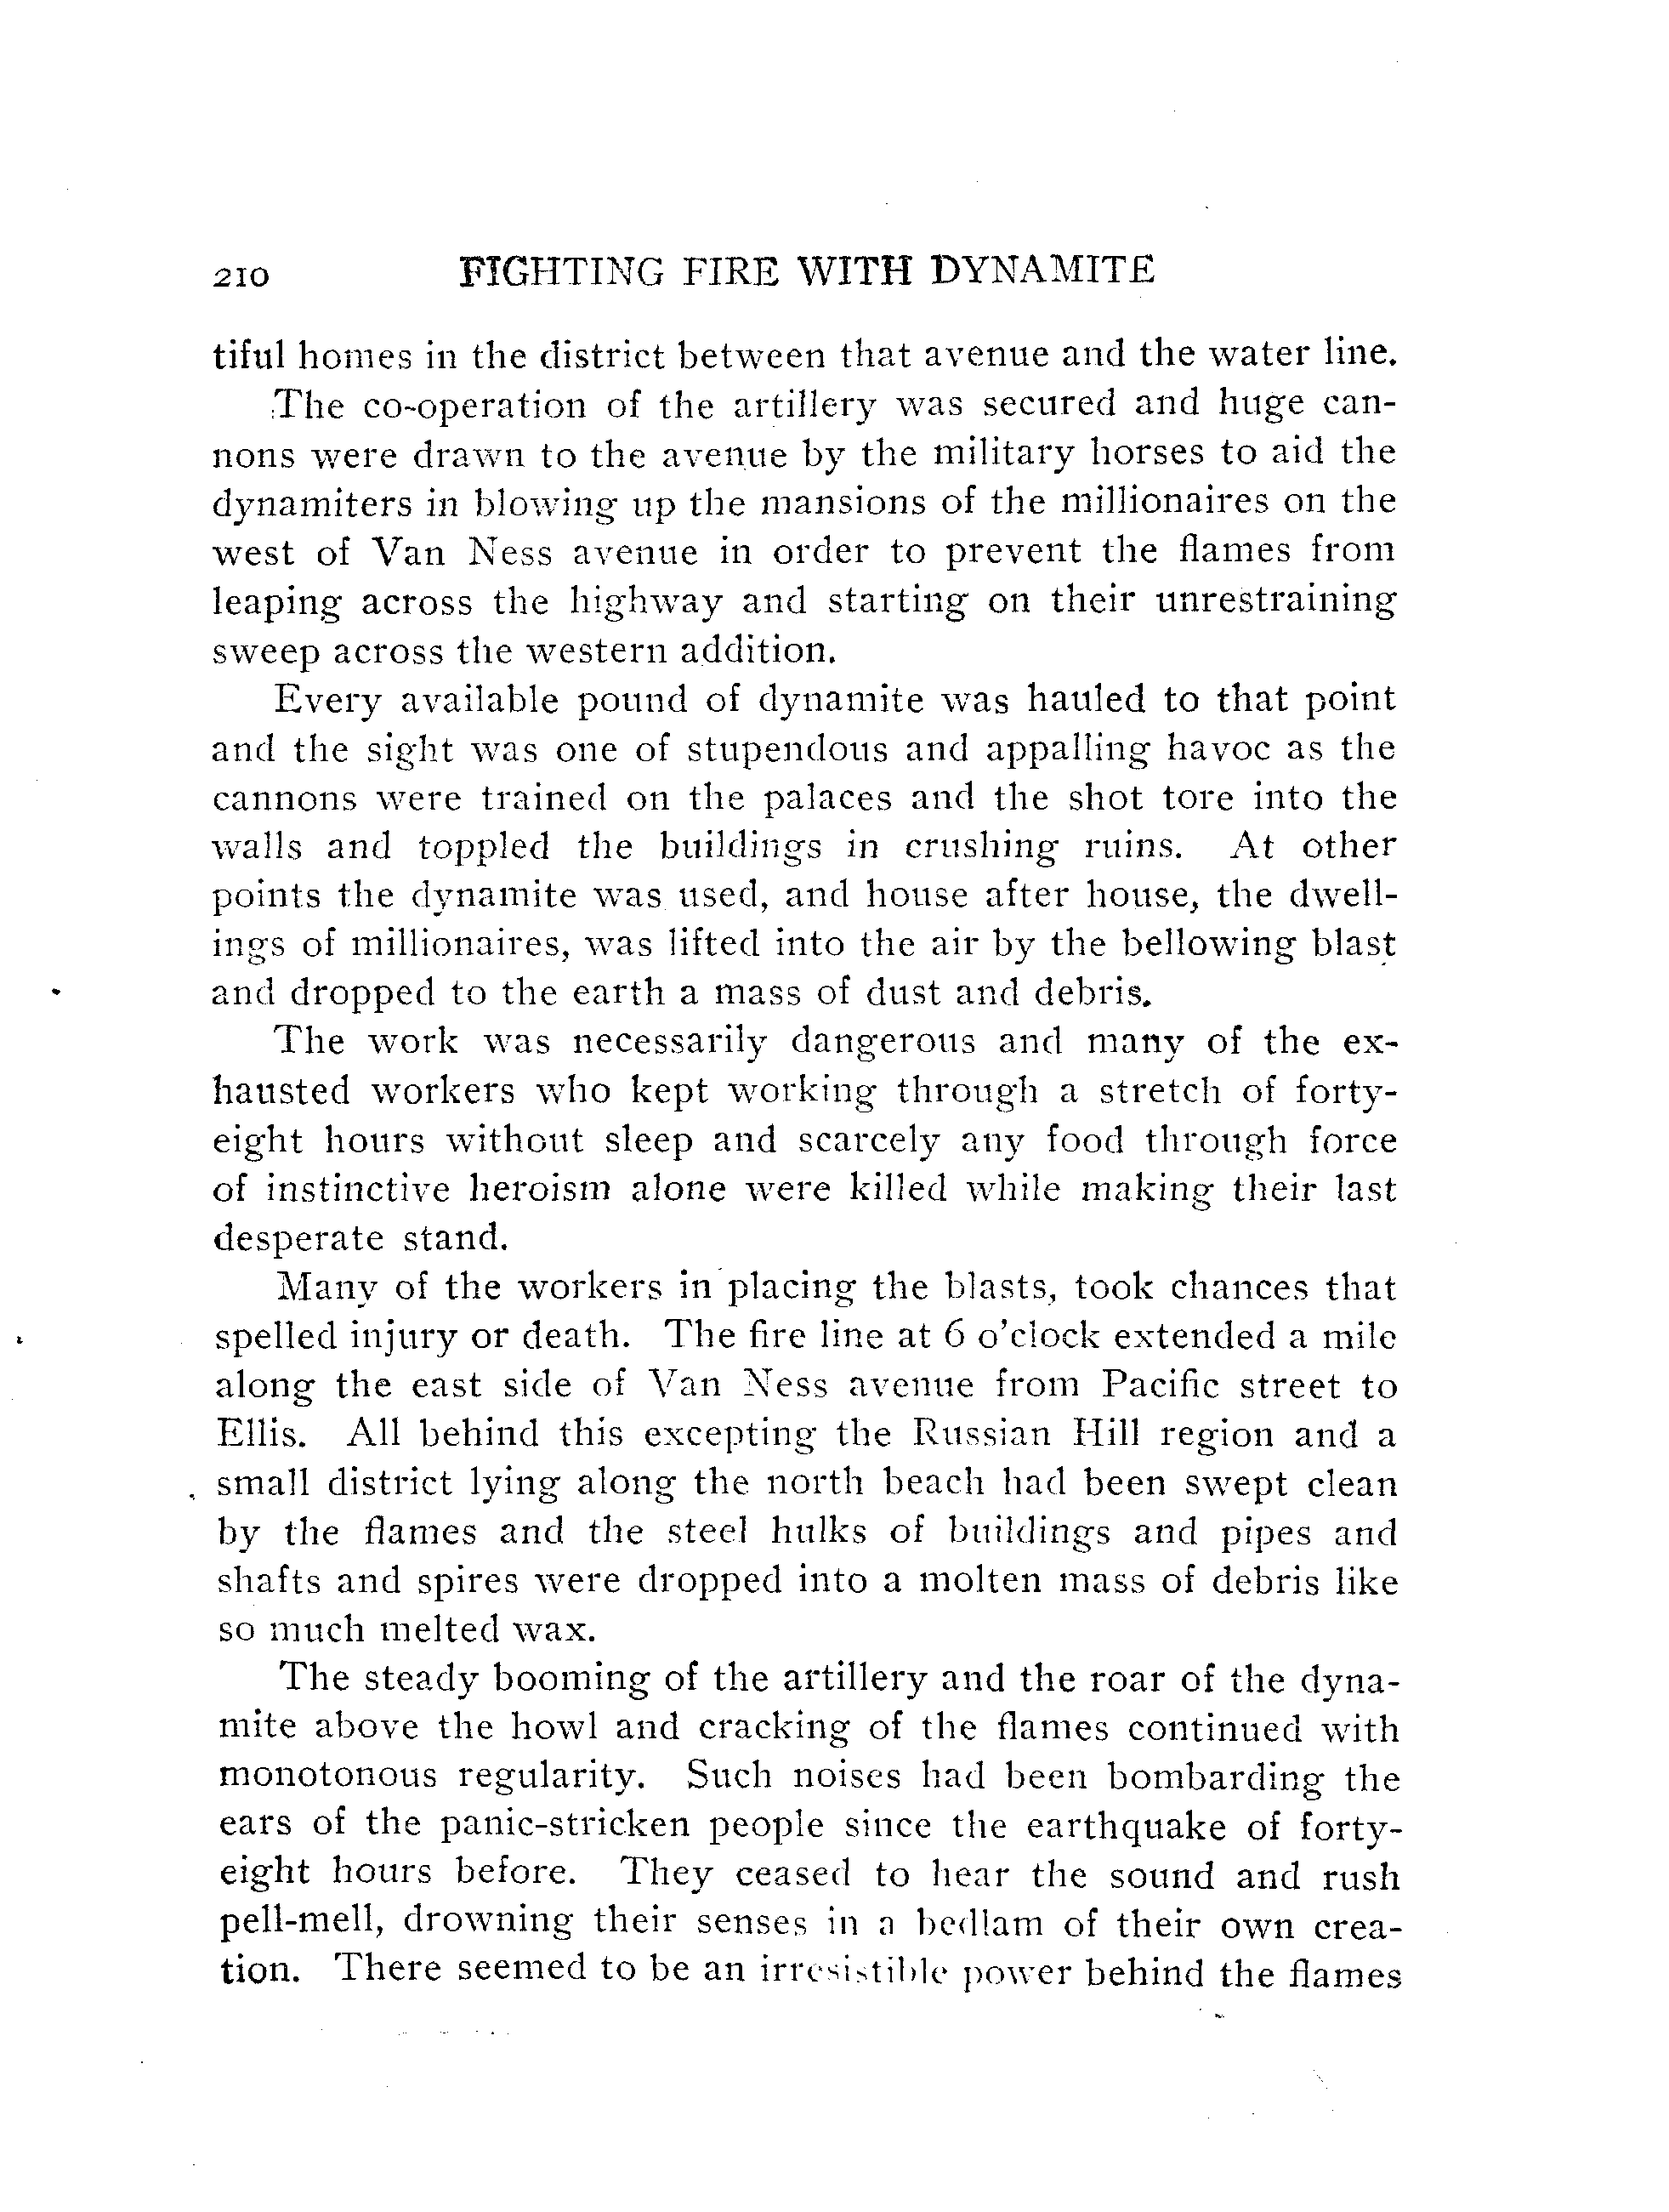 210 FIGHTING FIRE WITH DYNAMITE
tiful homes in the district between that avenue and the water line.
The co-operation of the artillery was secured and huge can-
nons were drawn to the avenue by the military horses to aid the
dynamiters in blowing up the mansions of the millionaires on the
west of Van Ness avenue in order to prevent the flames from
leaping across the highway and starting on their unrestraining
sweep across the western addition.
Every available pound of dynamite was hauled to that point
and the sight was one of stupendous and appalling havoc as the
cannons were trained on the palaces and the shot tore into the
walls and toppled the buildings in crushing ruins. At other
points the dynamite was used, and house after house, the dwell-
ings of millionaires, was lifted into the air by the bellowing blast
and dropped to the earth a mass of dust and debris.
The work was necessarily dangerous and many of the ex-
hausted workers who kept working through a stretch of forty-
eight hours without sleep and scarcely any food through force
of instinctive heroism alone were killed while making their last
desperate stand.
Many of the workers in placing the blasts, took chances that
spelled injury or death. The fire line at 6 o'clock extended a mile
along the east side of Van Ness avenue from Pacific street to
Ellis. All behind this excepting the Russian Hill region and a
small district lying along the north beach had been swept clean
by the flames and the steel hulks of buildings and pipes and
shafts and spires were dropped into a molten mass of debris like
so much melted wax.
The steady booming of the artillery and the roar of the dyna-
mite above the howl and cracking of the flames continued with
monotonous regularity. Such noises had been bombarding the
ears of the panic-stricken people since the earthquake of forty-
eight hours before. They ceased to hear the sound and rush
pell-mell, drowning their senses in a bedlam of their own crea-
tion. There seemed to be an irresistible power behind the flames